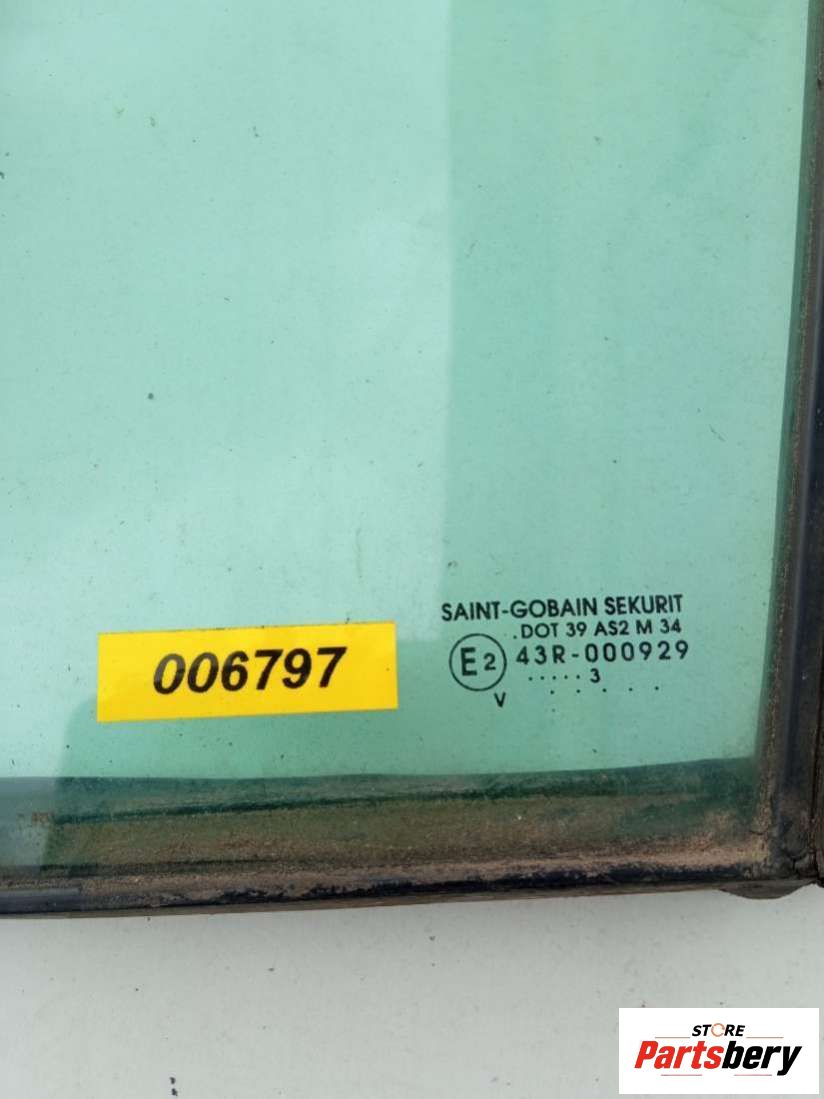 SAINT-GOBAIN SEKURIT
.DOT 39 AS2 M 34
E2 43R-000929
..... 3
V . . . . . .
006797
STORE
Partsbery